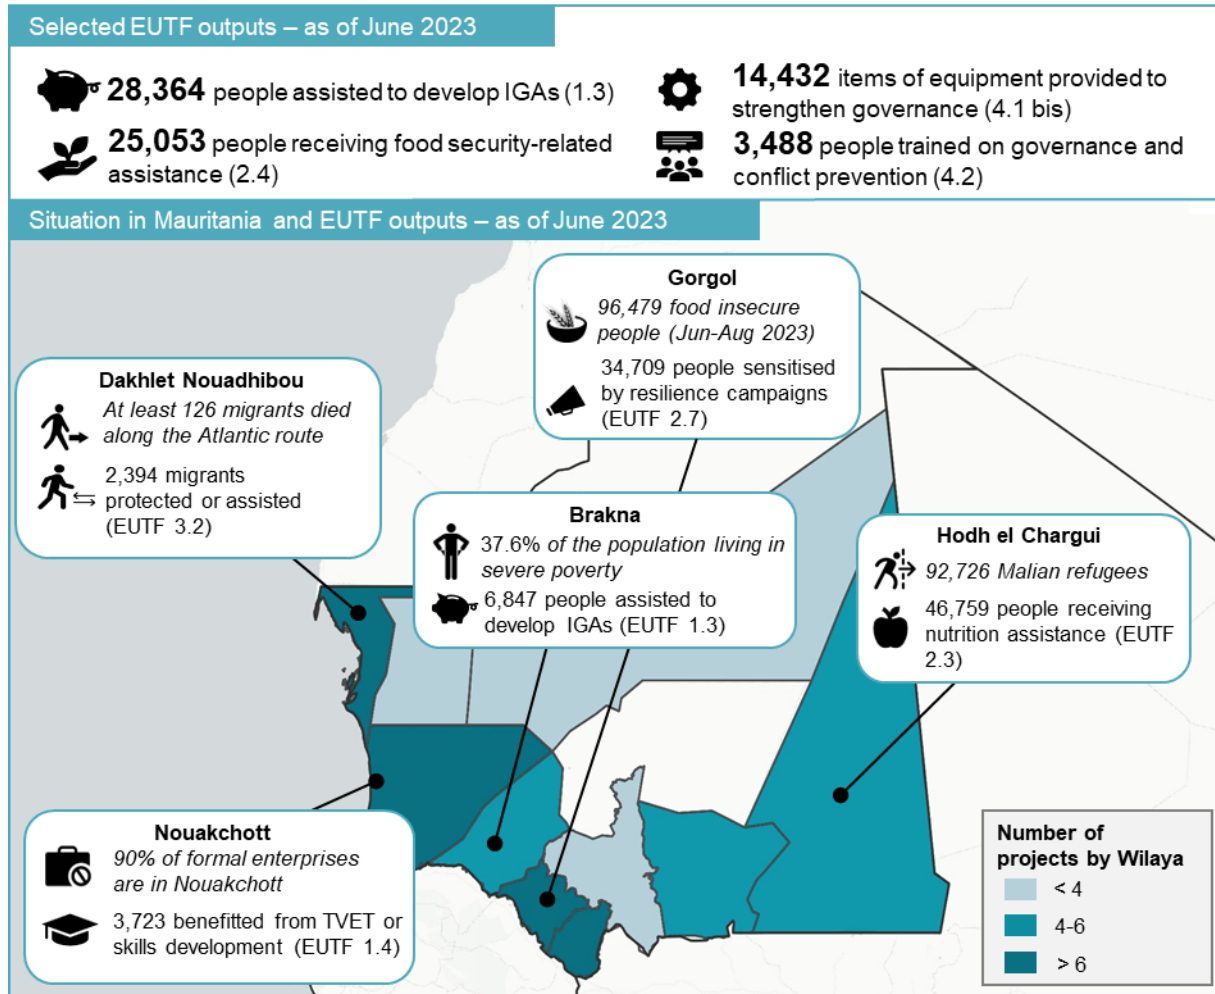 Selected EUTF outputs – as of June 2023
28,364 people assisted to develop IGAs (1.3)
25,053 people receiving food security-related
assistance (2.4)
14,432 items of equipment provided to
strengthen governance (4.1 bis)
3,488 people trained on governance and
conflict prevention (4.2)
Situation in Mauritania and EUTF outputs – as of June 2023
Gorgol
96,479 food insecure
people (Jun-Aug 2023)
34,709 people sensitised
by resilience campaigns
(EUTF 2.7)
Dakhlet Nouadhibou
At least 126 migrants died
along the Atlantic route
2,394 migrants
protected or assisted
(EUTF 3.2)
Brakna
37.6% of the population living in
severe poverty
6,847 people assisted to
develop IGAs (EUTF 1.3)
Hodh el Chargui
92,726 Malian refugees
46,759 people receiving
nutrition assistance (EUTF
2.3)
Nouakchott
90% of formal enterprises
are in Nouakchott
3,723 benefitted from TVET or
skills development (EUTF 1.4)
Number of
projects by Wilaya
< 4
4-6
> 6